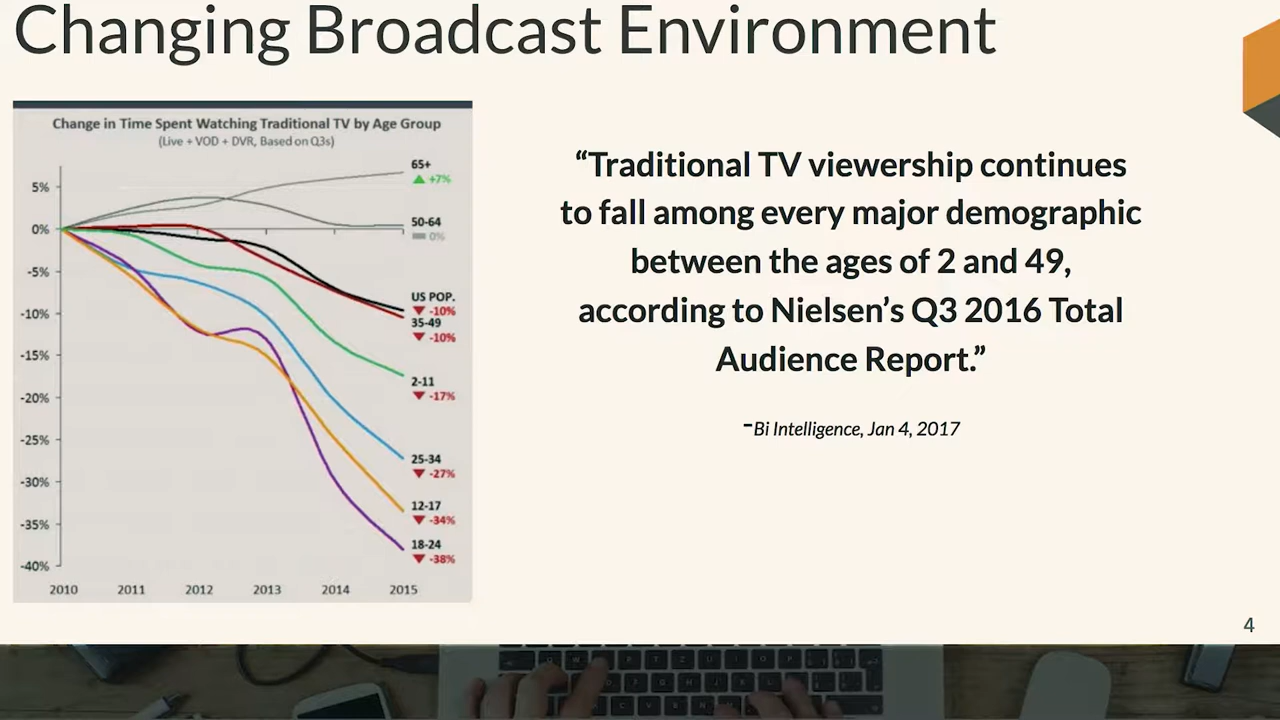 Changing Broadcast Environment
Change in Time Spent Watching Traditional TV by Age Group
(Live + VOD + DVR, Based on Q3s)
5%
0%
-5%
-10%
-15%
-20%
-25%
-30%
-35%
-40%
2010 2011 2012 2013 2014 2015
65+
▲ +7%
50-64
0%
US POP.
▼ -10%
35-49
▼ -10%
2-11
▼ -17%
25-34
▼ -27%
12-17
▼ -34%
18-24
▼ -38%
“Traditional TV viewership continues
to fall among every major demographic
between the ages of 2 and 49,
according to Nielsen’s Q3 2016 Total
Audience Report.”
-Bi Intelligence, Jan 4, 2017
4